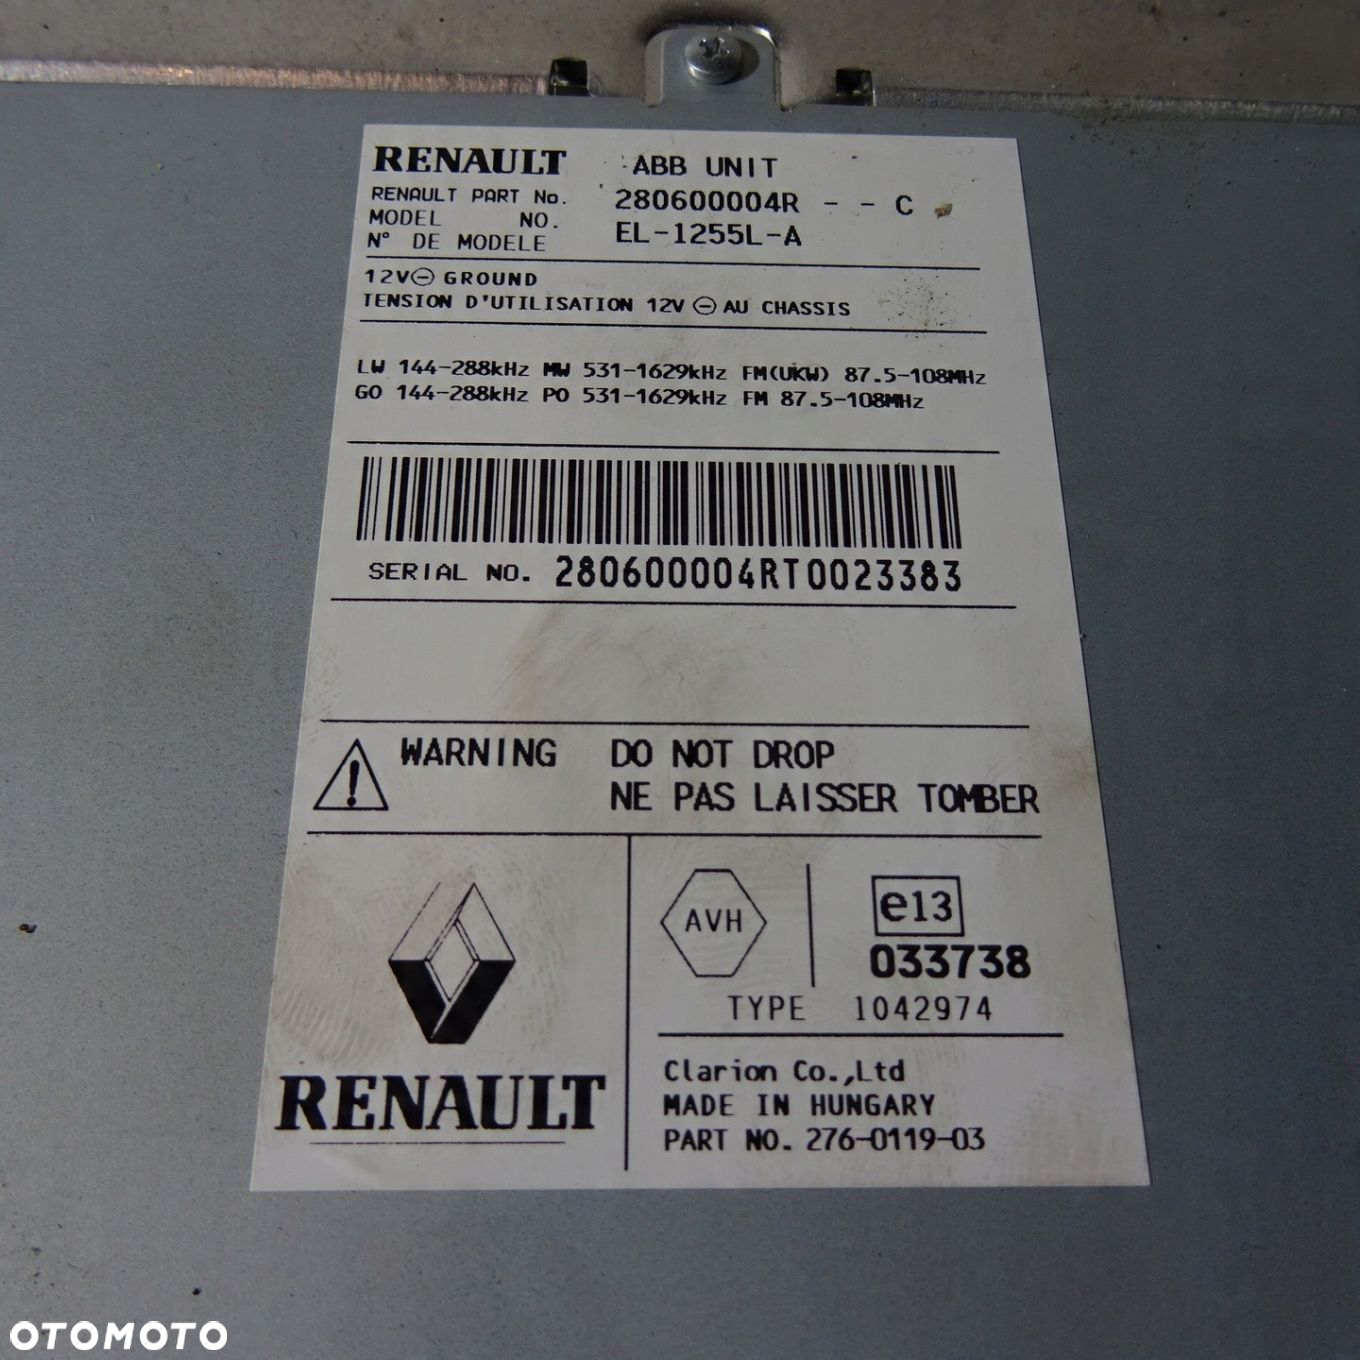 RENAULT ABB UNIT
RENAULT PART No. 280600004R - - C
MODEL NO.
N° DE MODELE EL-1255L-A
12V⊖ GROUND
TENSION D'UTILISATION 12V ⊖ AU CHASSIS
LW 144-288kHz MW 531-1629kHz FM(UKW) 87.5-108MHz
GO 144-288kHz PO 531-1629kHz FM 87.5-108MHz
SERIAL NO. 280600004RT0023383
WARNING DO NOT DROP
NE PAS LAISSER TOMBER
AVH
e13
033738
TYPE 1042974
RENAULT
Clarion Co.,Ltd
MADE IN HUNGARY
PART NO. 276-0119-03
OTOMOTO